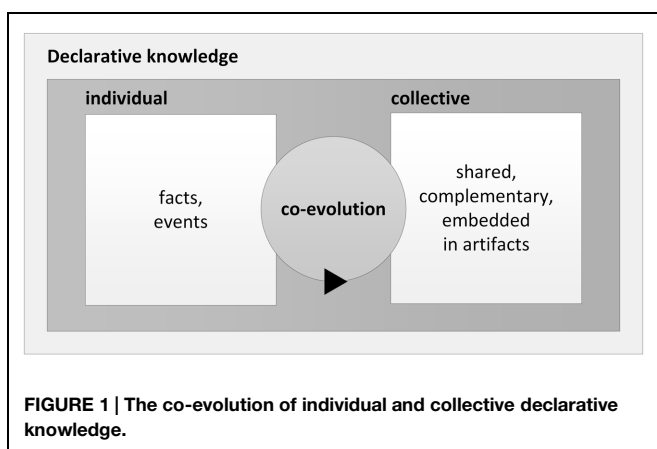 Declarative knowledge
individual
collective
facts,
events
co-evolution
shared,
complementary,
embedded
in artifacts
FIGURE 1 | The co-evolution of individual and collective declarative
knowledge.